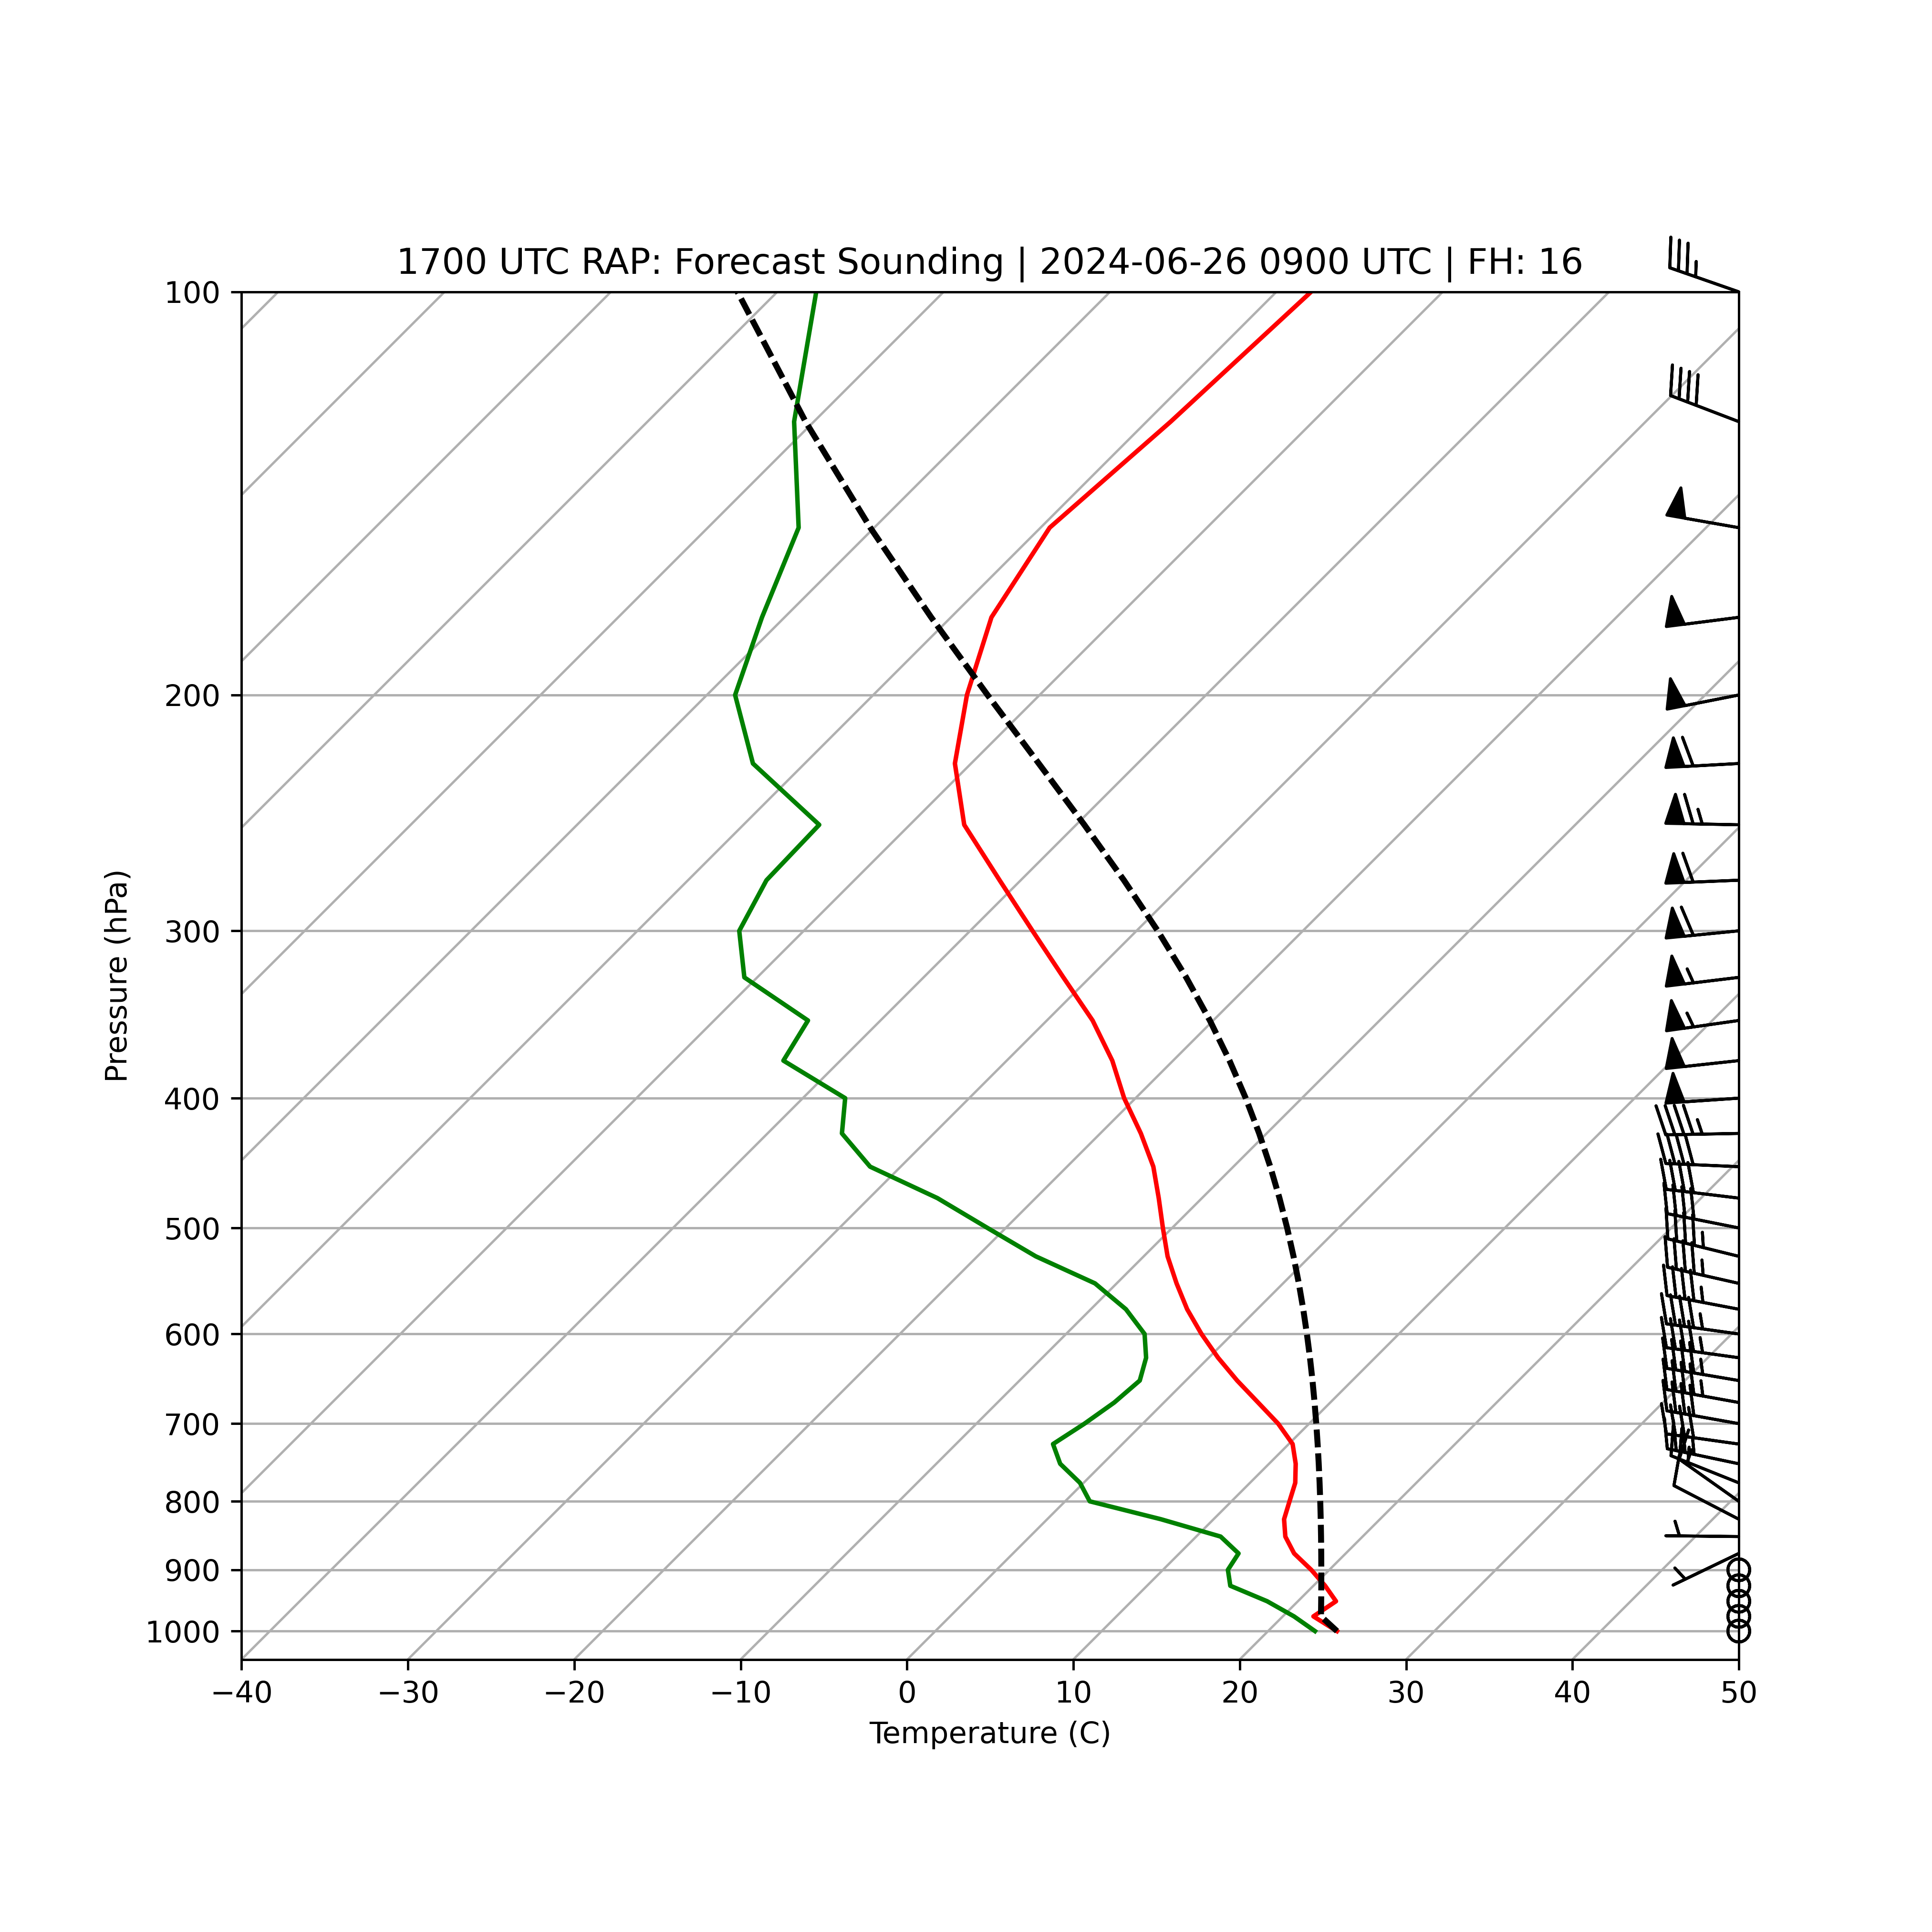 1700 UTC RAP: Forecast Sounding | 2024-06-26 0900 UTC | FH: 16
100
200
300
400
500
600
700
800
900
1000
Pressure (hPa)
−40 −30 −20 −10 0 10 20 30 40 50
Temperature (C)